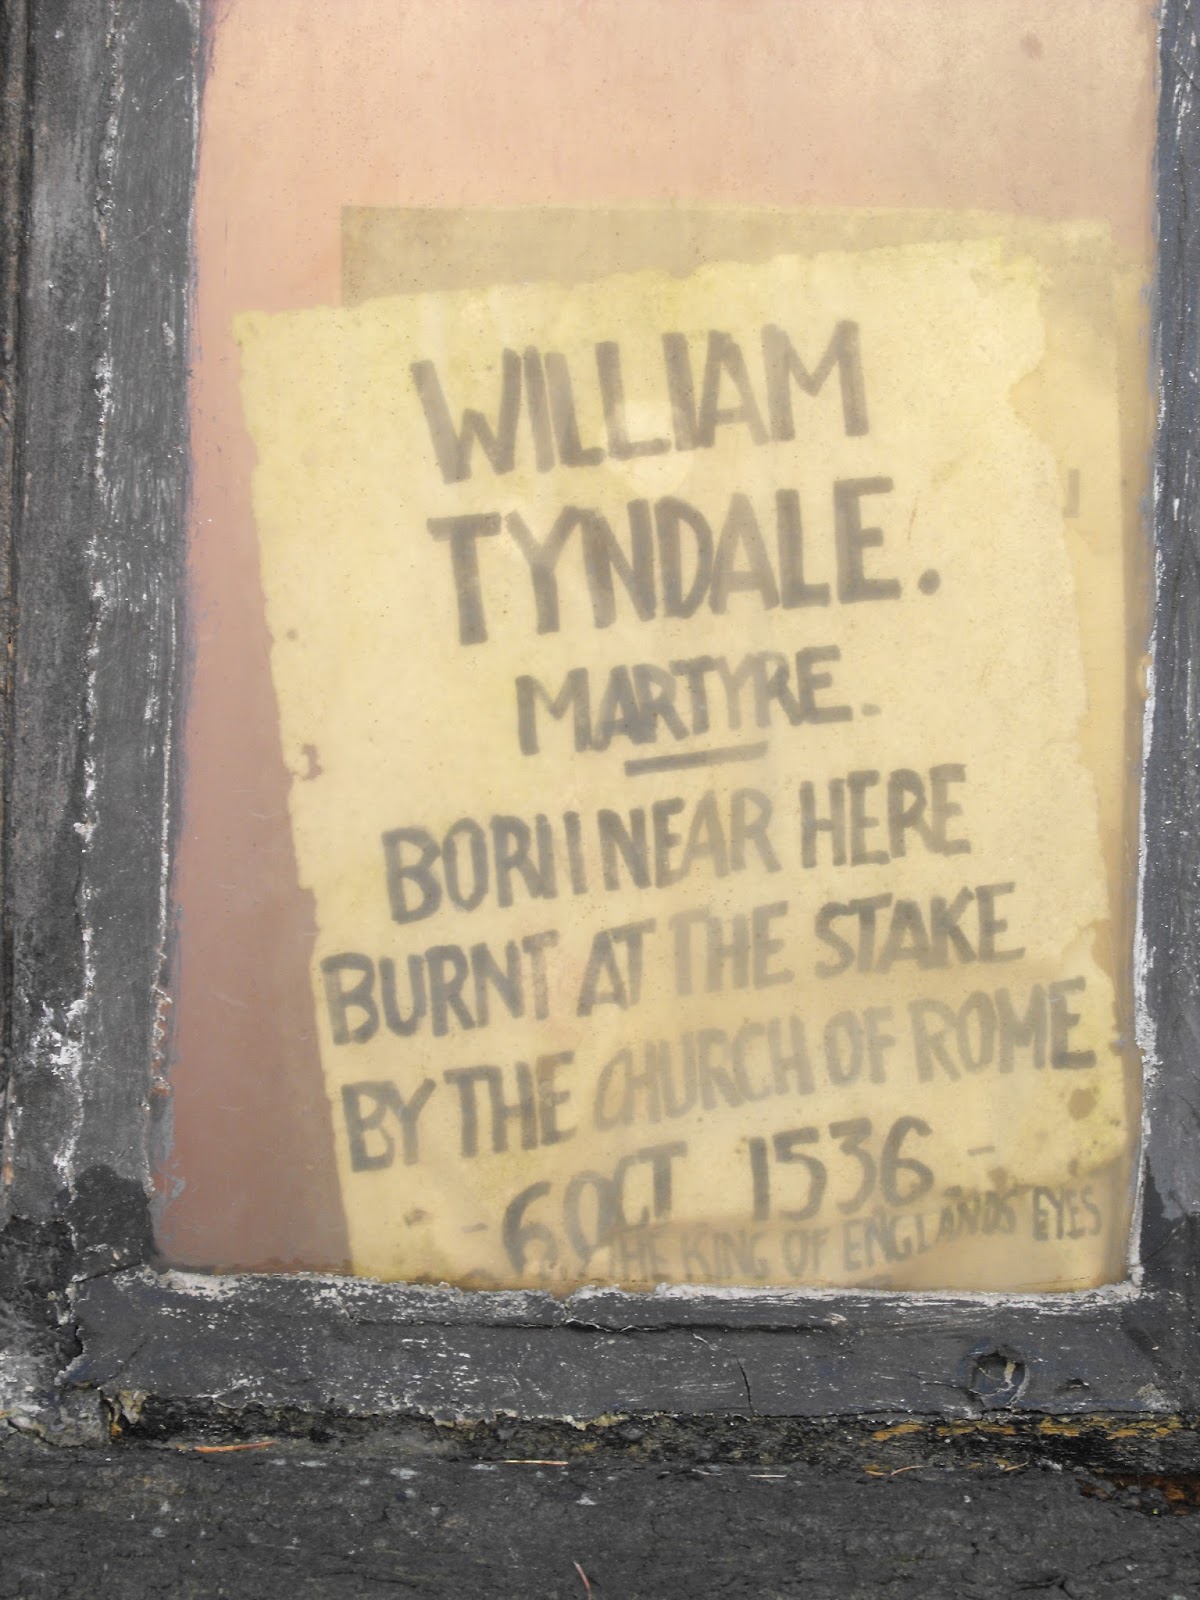 WILLIAM
TYNDALE.
MARTYRE.
BORN NEAR HERE
BURNT AT THE STAKE
BY THE CHURCH OF ROME
- 6 OCT 1536 -
THE KING OF ENGLANDS EYES